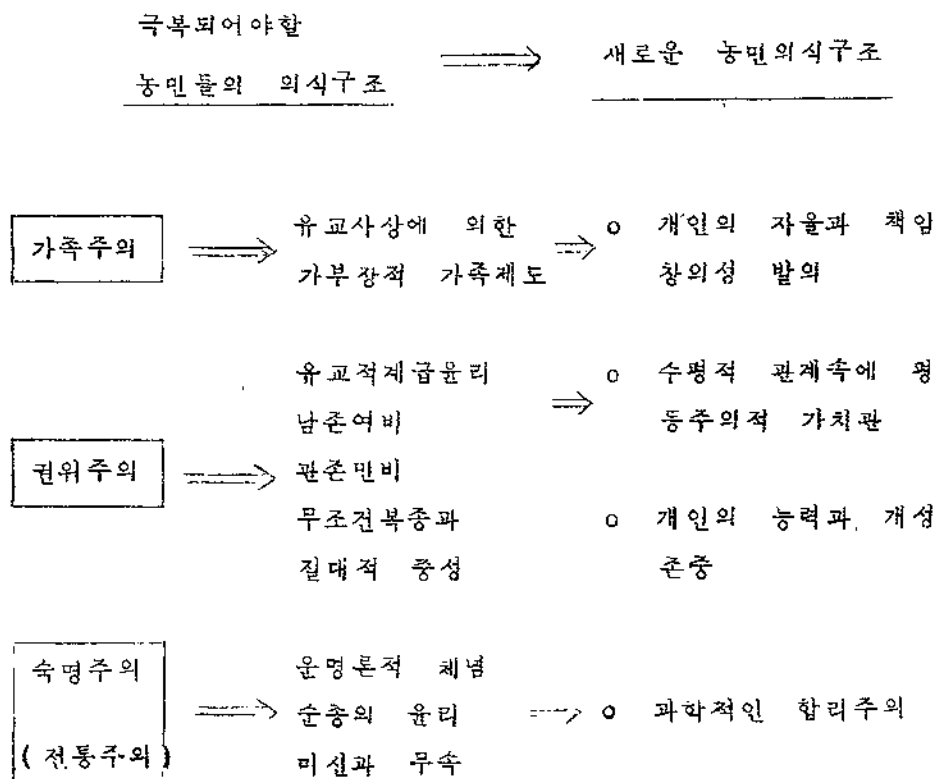 극복되어야할
농민들의 의식구조
새로운 농민의식구조
가족주의
유교사상에 의한
가부장적 가족제도
o 개인의 자율과 책임
창의성 발의
권위주의
유교적계급윤리
남존여비
관존민비
무조건복종과
절대적 충성
o 수평적 관계속에 평
등주의적 가치관
o 개인의 능력과 개성
존중
숙명주의
(전통주의)
운명론적 체념
순종의 윤리
미신과 무속
o 과학적인 합리주의